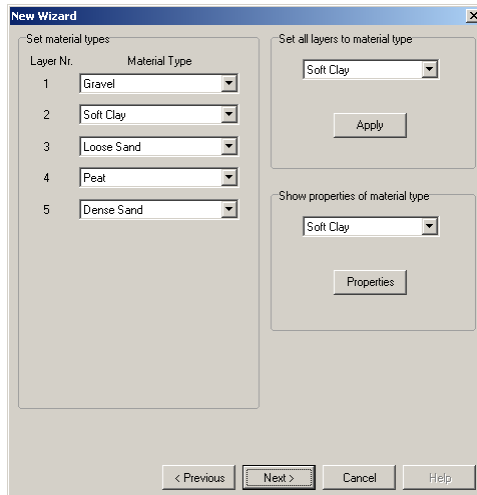 New Wizard
Set material types
Layer Nr. Material Type
1 Gravel
2 Soft Clay
3 Loose Sand
4 Peat
5 Dense Sand
Set all layers to material type
Soft Clay
Apply
Show properties of material type
Soft Clay
Properties
< Previous Next > Cancel Help